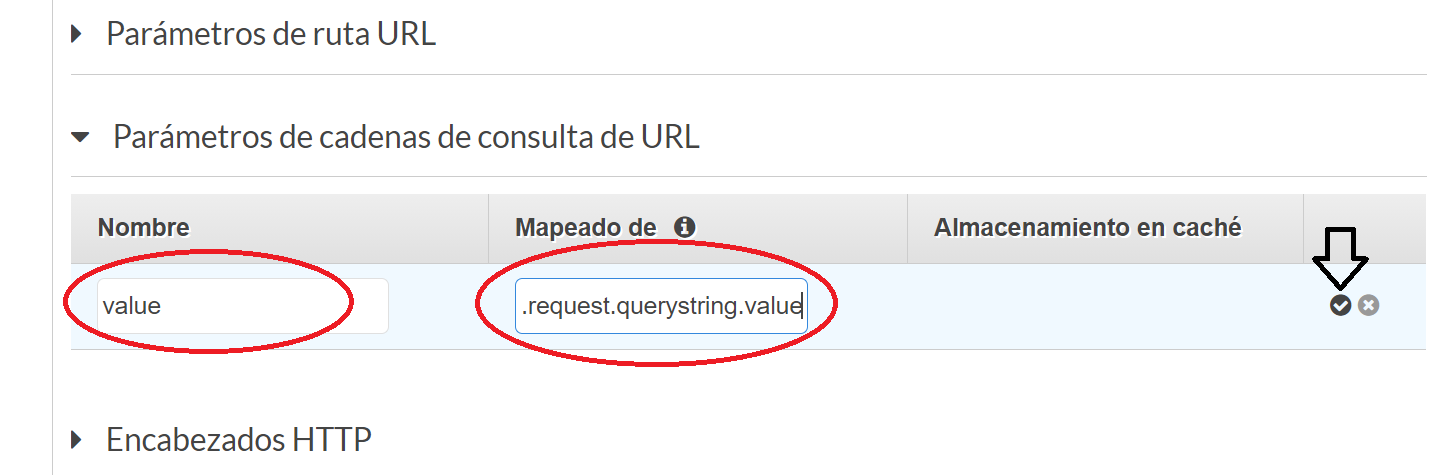 Parámetros de ruta URL
Parámetros de cadenas de consulta de URL
Nombre Mapeado de Almacenamiento en caché
value .request.querystring.value
Encabezados HTTP